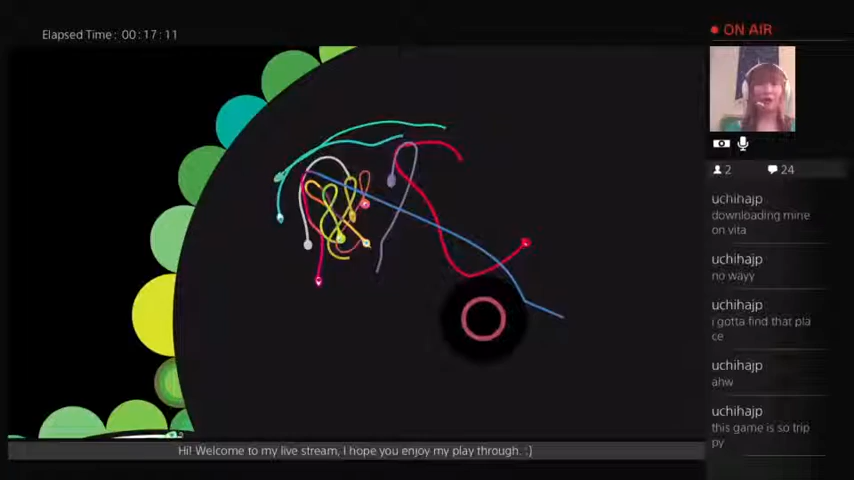 Elapsed Time : 00:17:11
ON AIR
2
24
uchihajp
downloading mine
on vita
uchihajp
no wayy
uchihajp
i gotta find that pla
ce
uchihajp
ahw
uchihajp
this game is so trip
py
Hi! Welcome to my live stream, I hope you enjoy my play through. :]